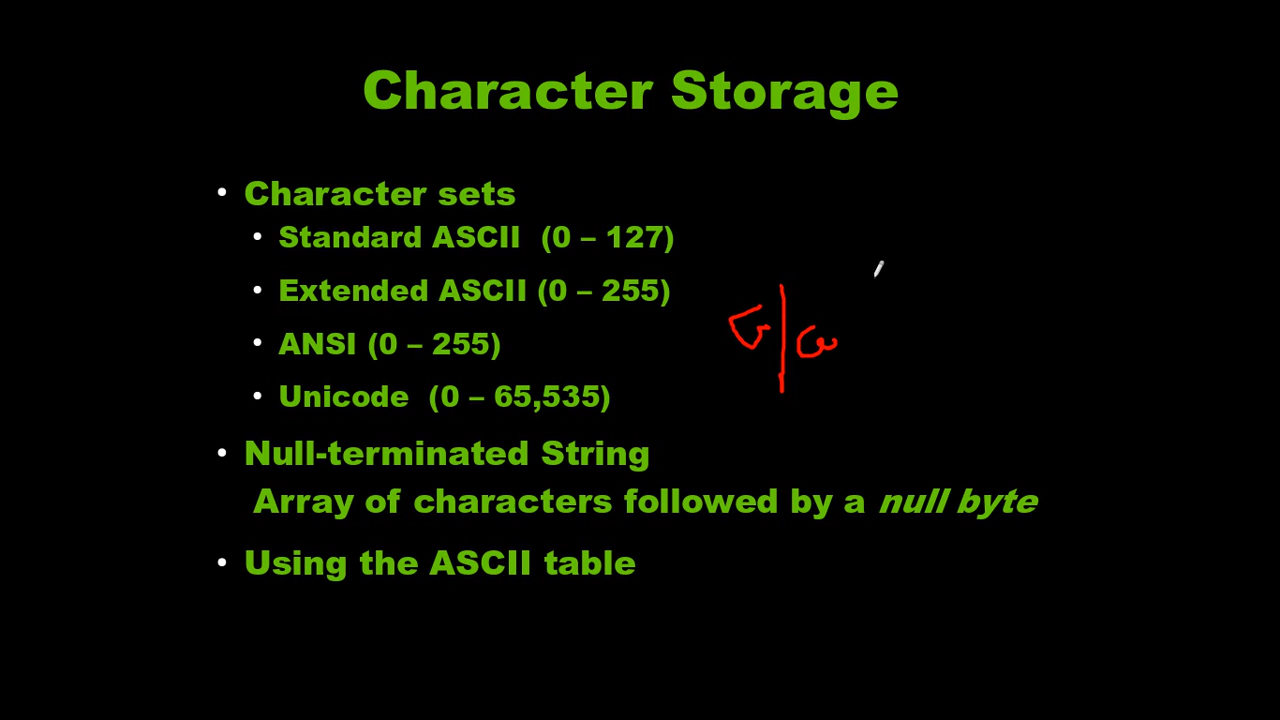 Character Storage
• Character sets
• Standard ASCII (0 – 127)
• Extended ASCII (0 – 255)
• ANSI (0 – 255)
• Unicode (0 – 65,535)
• Null-terminated String
Array of characters followed by a null byte
• Using the ASCII table